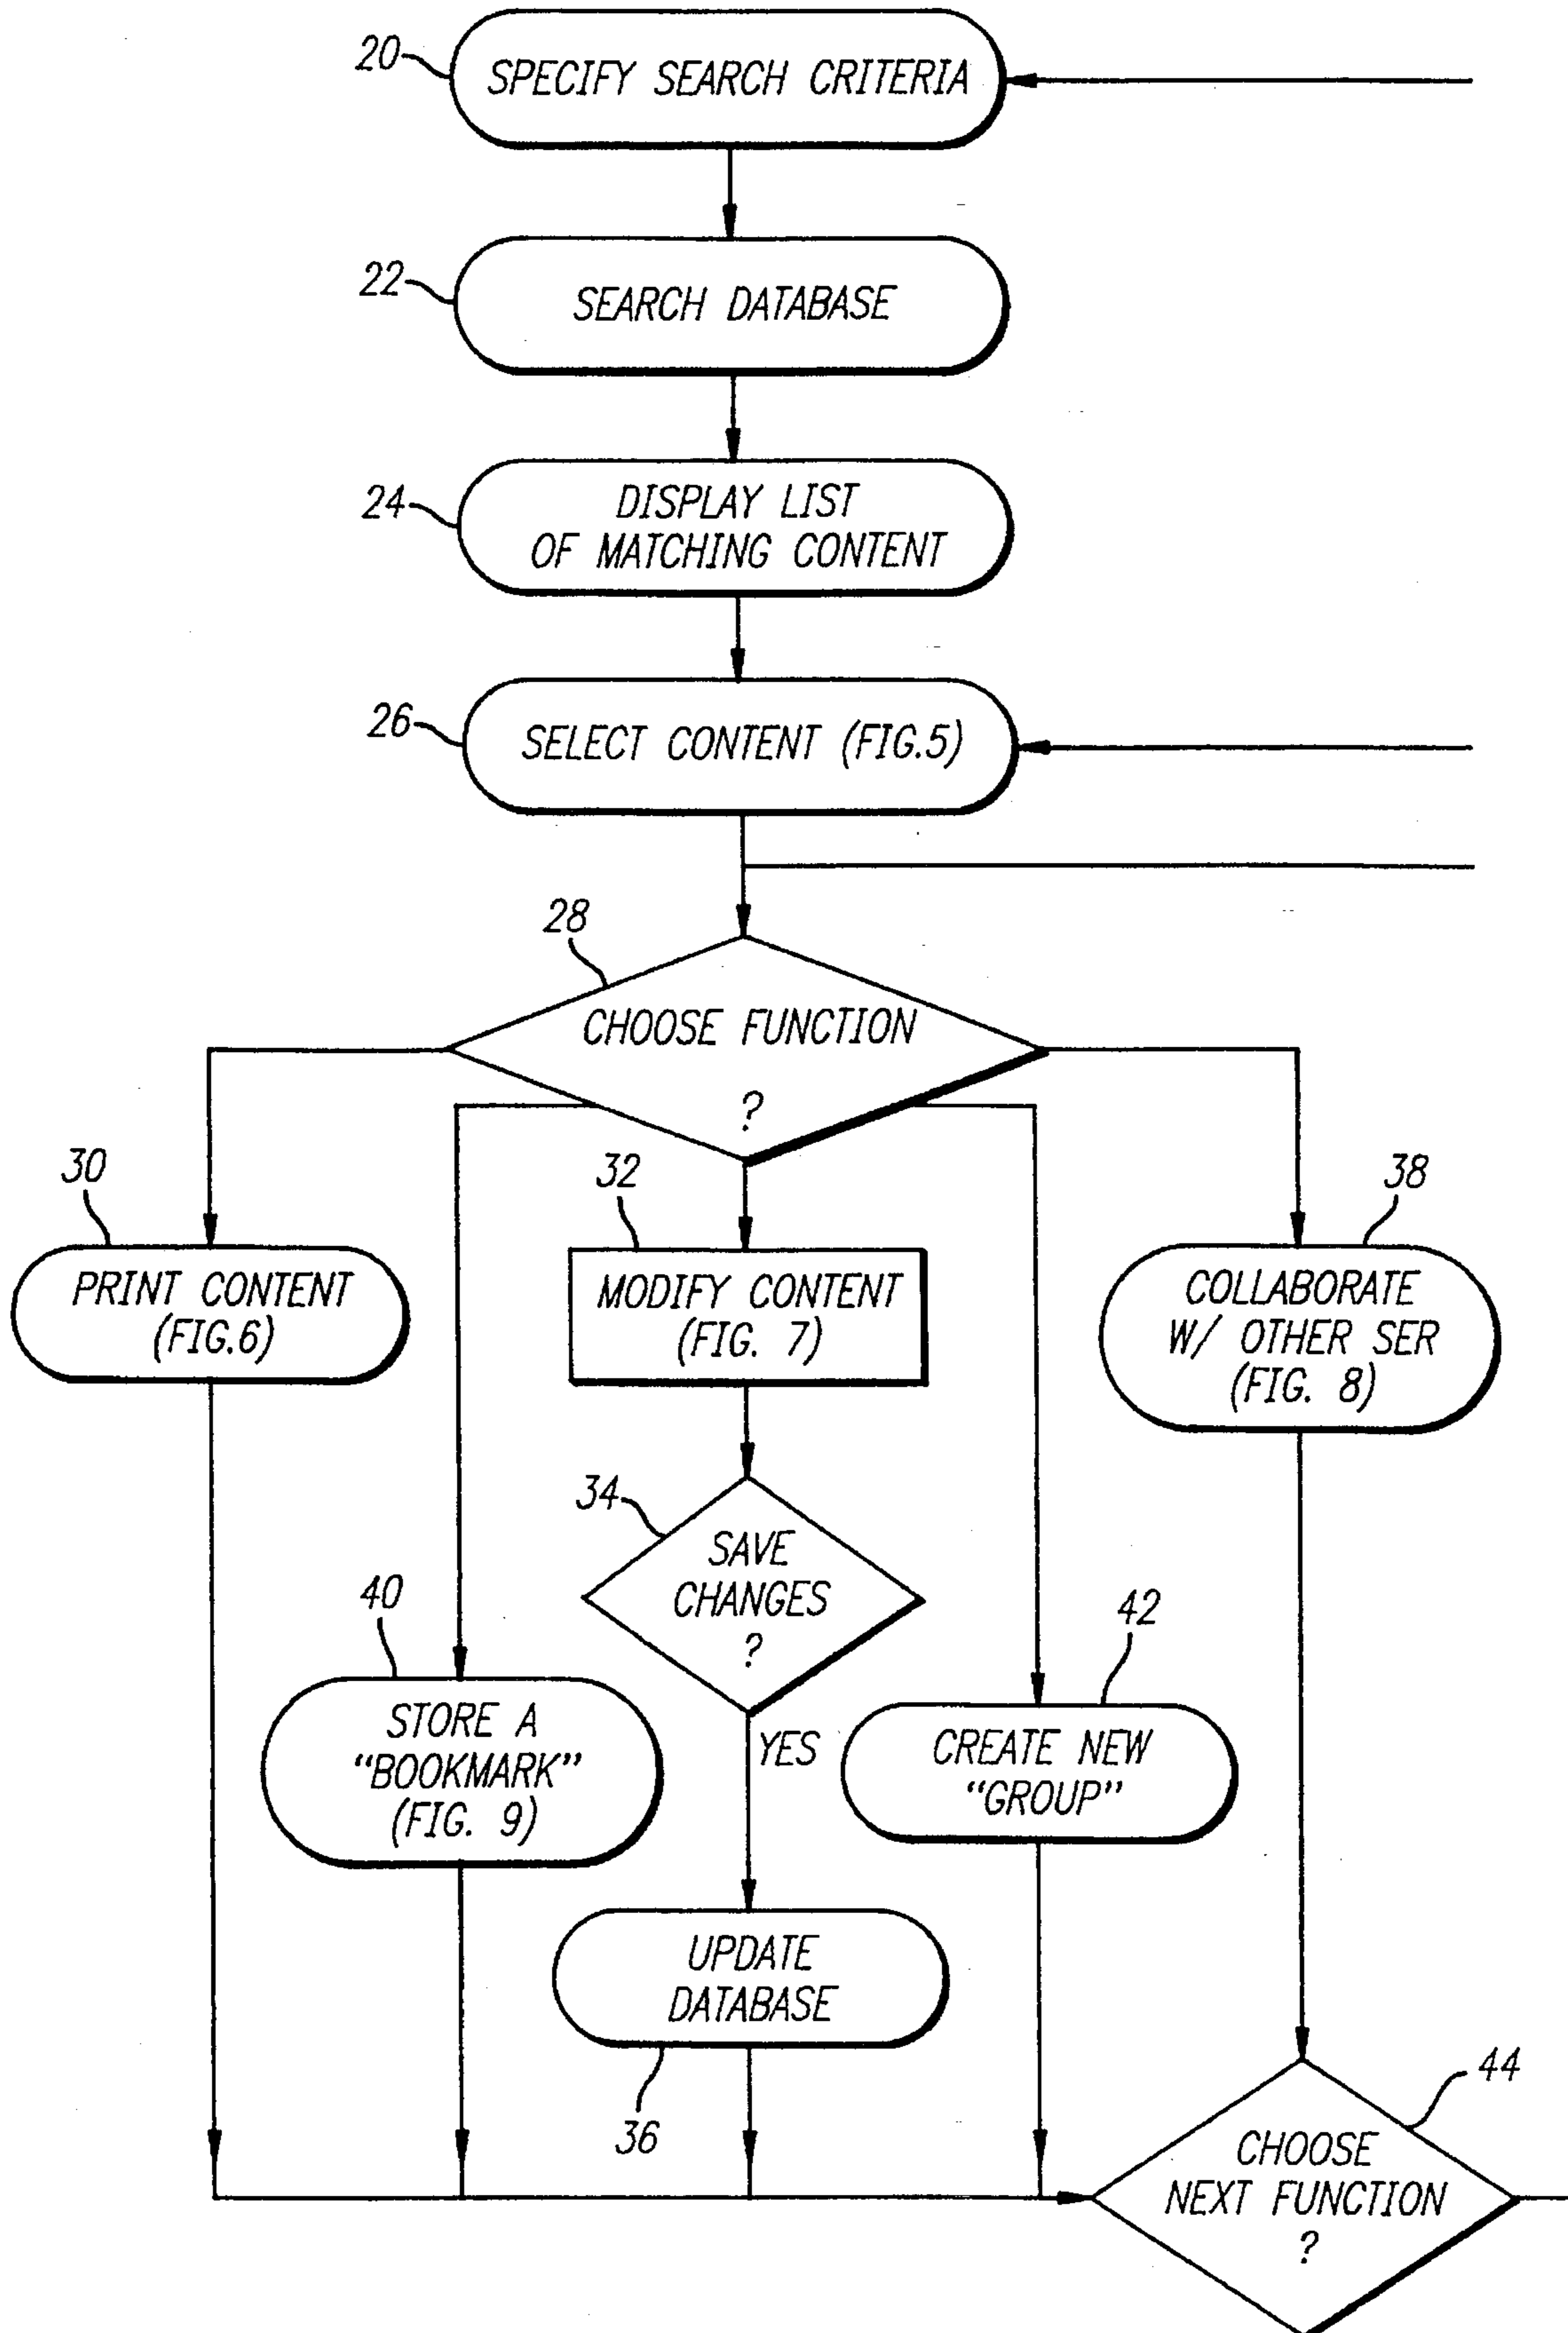 20
SPECIFY SEARCH CRITERIA
22
SEARCH DATABASE
24
DISPLAY LIST
OF MATCHING CONTENT
26
SELECT CONTENT (FIG.5)
28
CHOOSE FUNCTION
?
30
PRINT CONTENT
(FIG.6)
32
MODIFY CONTENT
(FIG. 7)
38
COLLABORATE
W/ OTHER SER
(FIG. 8)
34
SAVE
CHANGES
?
YES
40
STORE A
“BOOKMARK”
(FIG. 9)
42
CREATE NEW
“GROUP”
UPDATE
DATABASE
36
44
CHOOSE
NEXT FUNCTION
?